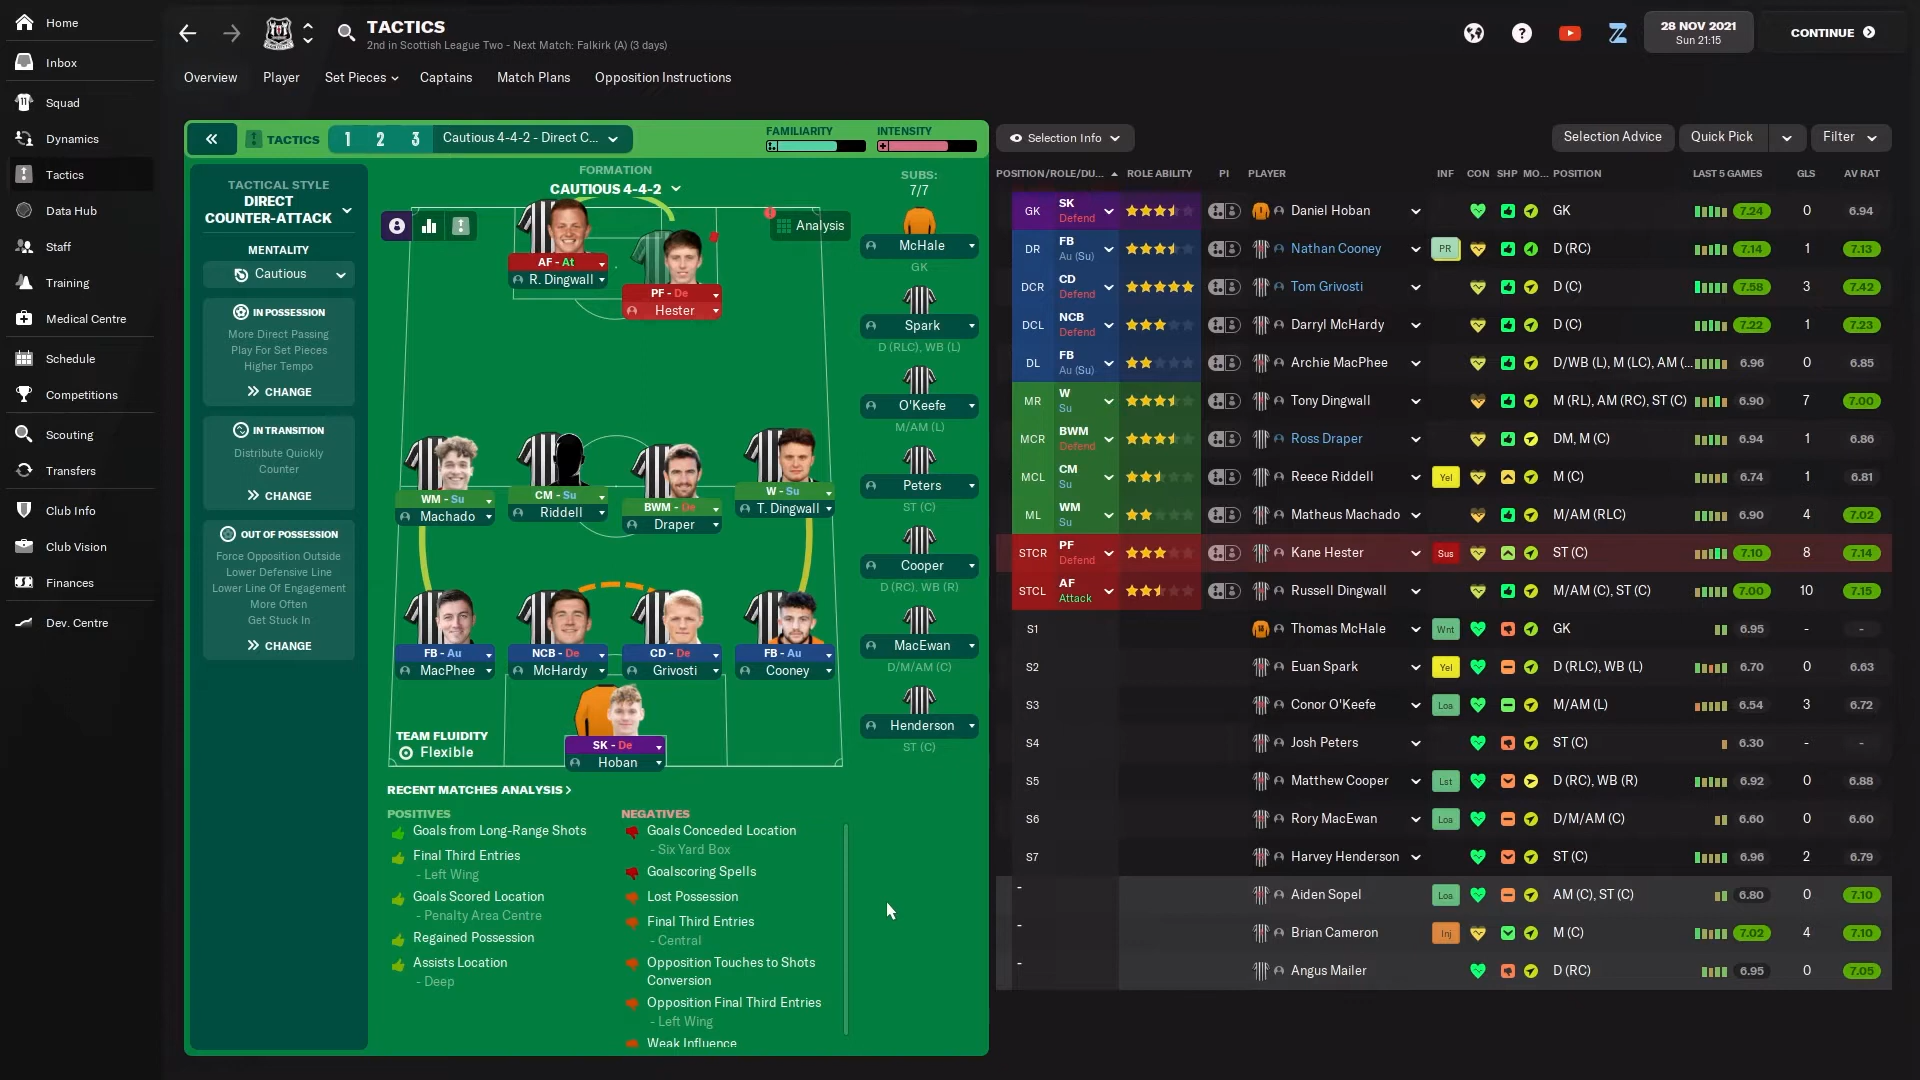 Home
Inbox
Squad
Dynamics
Tactics
Data Hub
Staff
Training
Medical Centre
Schedule
Competitions
Scouting
Transfers
Club Info
Club Vision
Finances
Dev. Centre
TACTICS
2nd in Scottish League Two - Next Match: Falkirk (A) (3 days)
28 NOV 2021
Sun 21:15
CONTINUE
Overview Player Set Pieces Captains Match Plans Opposition Instructions
TACTICS 1 2 3 Cautious 4-4-2 - Direct C...
FAMILIARITY INTENSITY
TACTICAL STYLE
DIRECT
COUNTER-ATTACK
MENTALITY
Cautious
IN POSSESSION
More Direct Passing
Play For Set Pieces
Higher Tempo
CHANGE
IN TRANSITION
Distribute Quickly
Counter
CHANGE
OUT OF POSSESSION
Force Opposition Outside
Lower Defensive Line
Lower Line Of Engagement
More Often
Get Stuck In
CHANGE
FORMATION
CAUTIOUS 4-4-2
Analysis
AF - At
R. Dingwall
PF - De
Hester
WM - Su
Machado
CM - Su
Riddell
BWM - De
Draper
W - Su
T. Dingwall
FB - Au
MacPhee
NCB - De
McHardy
CD - De
Grivosti
FB - Au
Cooney
SK - De
Hoban
TEAM FLUIDITY
Flexible
SUBS:
7/7
McHale
GK
Spark
D (RLC), WB (L)
O'Keefe
M/AM (L)
Peters
ST (C)
Cooper
D (RC), WB (R)
MacEwan
D/M/AM (C)
Henderson
ST (C)
RECENT MATCHES ANALYSIS >
POSITIVES
Goals from Long-Range Shots
Final Third Entries
- Left Wing
Goals Scored Location
- Penalty Area Centre
Regained Possession
Assists Location
- Deep
NEGATIVES
Goals Conceded Location
- Six Yard Box
Goalscoring Spells
Lost Possession
Final Third Entries
- Central
Opposition Touches to Shots
Conversion
Opposition Final Third Entries
- Left Wing
Weak Influence
Selection Info Selection Advice Quick Pick Filter
POSITION/ROLE/DU... ROLE ABILITY PI PLAYER INF CON SHP MO... POSITION LAST 5 GAMES GLS AV RAT
GK SK Defend Daniel Hoban GK 7.24 0 6.94
DR FB Au (Su) Nathan Cooney PR D (RC) 7.14 1 7.13
DCR CD Defend Tom Grivosti D (C) 7.58 3 7.42
DCL NCB Defend Darryl McHardy D (C) 7.22 1 7.23
DL FB Au (Su) Archie MacPhee D/WB (L), M (LC), AM (... 6.96 0 6.85
MR W Su Tony Dingwall M (RL), AM (RC), ST (C) 6.90 7 7.00
MCR BWM Defend Ross Draper DM, M (C) 6.94 1 6.86
MCL CM Su Reece Riddell Yel M (C) 6.74 1 6.81
ML WM Su Matheus Machado M/AM (RLC) 6.90 4 7.02
STCR PF Defend Kane Hester Sus ST (C) 7.10 8 7.14
STCL AF Attack Russell Dingwall M/AM (C), ST (C) 7.00 10 7.15
S1 Thomas McHale Wnt GK 6.95 - -
S2 Euan Spark Yel D (RLC), WB (L) 6.70 0 6.63
S3 Conor O'Keefe Loa M/AM (L) 6.54 3 6.72
S4 Josh Peters ST (C) 6.30 - -
S5 Matthew Cooper Lst D (RC), WB (R) 6.92 0 6.88
S6 Rory MacEwan Loa D/M/AM (C) 6.60 0 6.60
S7 Harvey Henderson ST (C) 6.96 2 6.79
- Aiden Sopel Loa AM (C), ST (C) 6.80 0 7.10
- Brian Cameron Inj M (C) 7.02 4 7.10
- Angus Mailer D (RC) 6.95 0 7.05